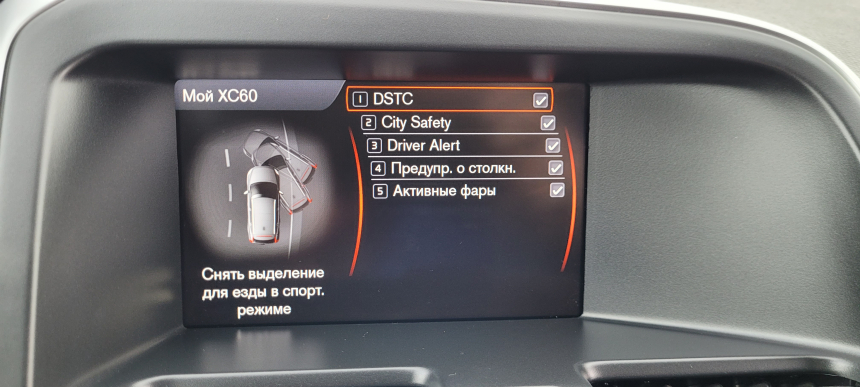 Мой XC60
1 DSTC
2 City Safety
3 Driver Alert
4 Предупр. о столкн.
5 Активные фары
Снять выделение
для езды в спорт.
режиме